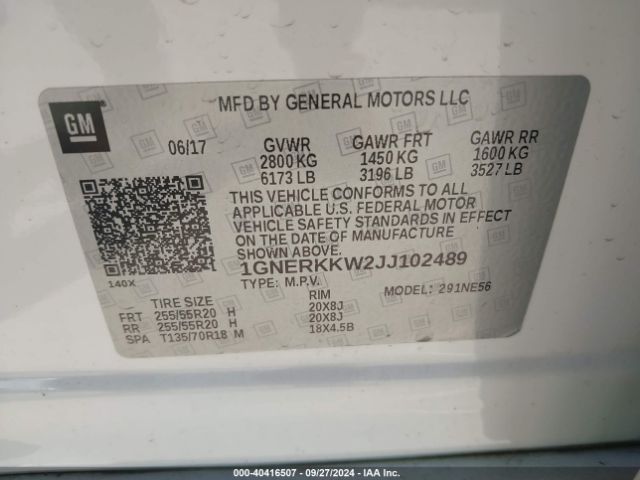 GM
MFD BY GENERAL MOTORS LLC
06/17 GVWR GAWR FRT GAWR RR
2800 KG 1450 KG 1600 KG
6173 LB 3196 LB 3527 LB
THIS VEHICLE CONFORMS TO ALL
APPLICABLE U.S. FEDERAL MOTOR
VEHICLE SAFETY STANDARDS IN EFFECT
ON THE DATE OF MANUFACTURE
SHOWN ABOVE.
1GNERKKW2JJ102489
140X
TYPE: M.P.V. MODEL: 291NE56
TIRE SIZE RIM
FRT 255/55R20 H 20X8J
RR 255/55R20 H 20X8J
SPA T135/70R18 M 18X4.5B
000-40416507 - 09/27/2024 - IAA Inc.